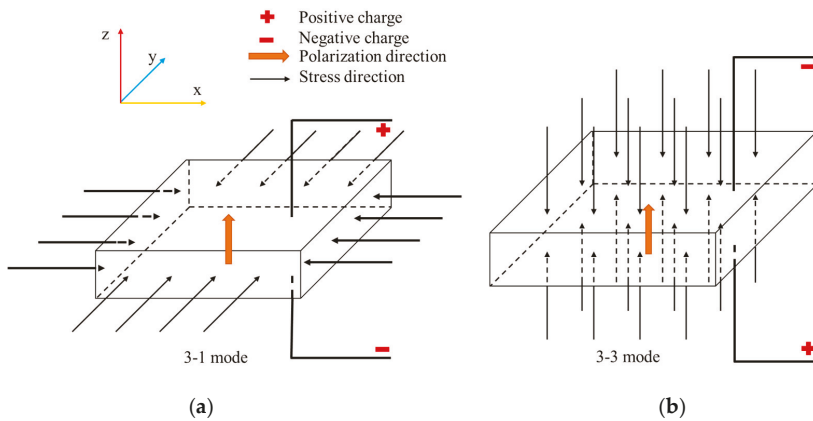 z
y
x
Positive charge
Negative charge
Polarization direction
Stress direction
3-1 mode
3-3 mode
(a)
(b)